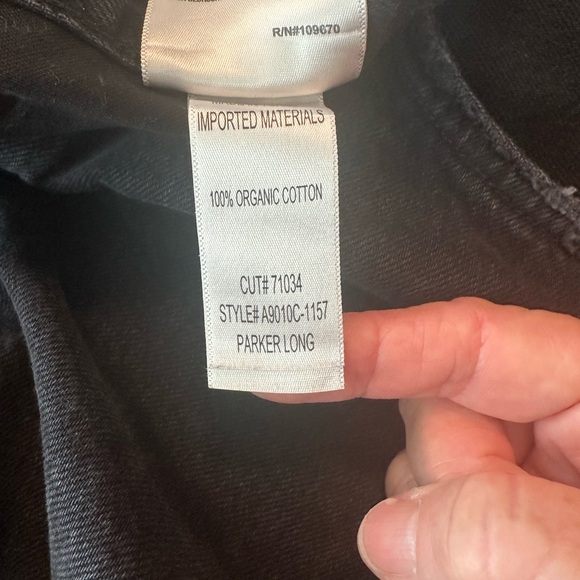 R/N#109670
IMPORTED MATERIALS
100% ORGANIC COTTON
CUT# 71034
STYLE# A9010C-1157
PARKER LONG